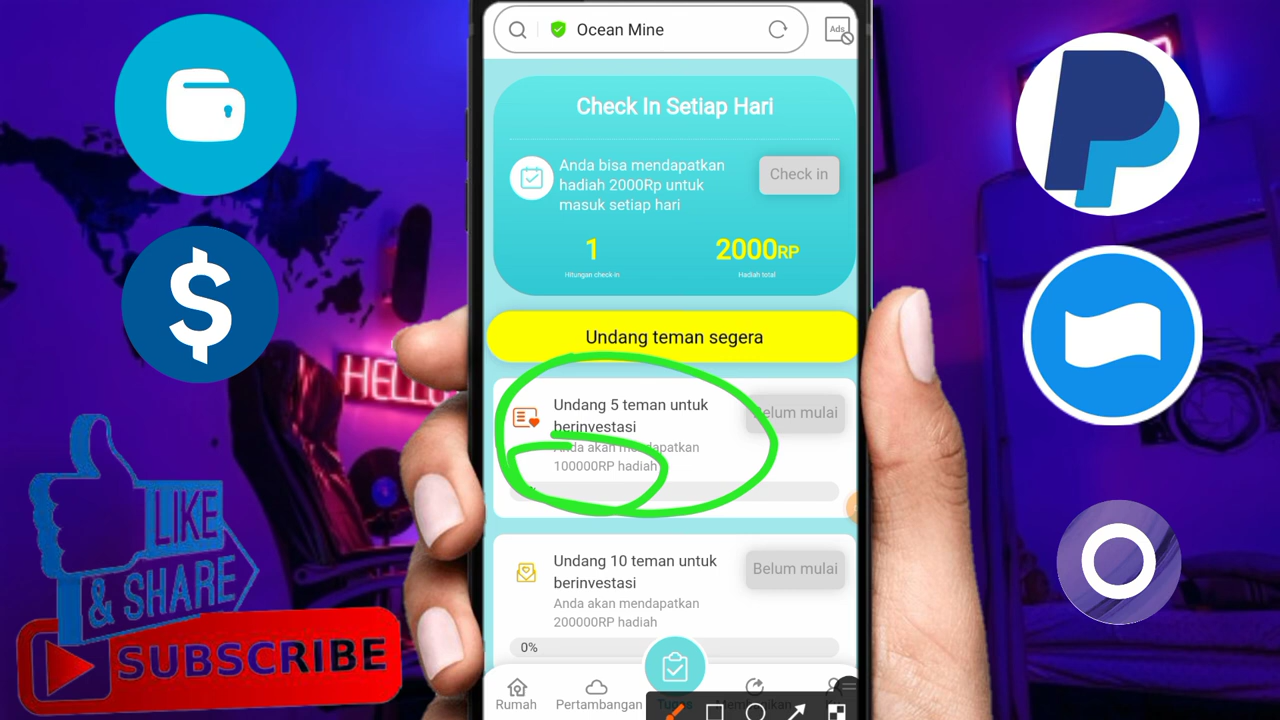 Ocean Mine
Ads
Check In Setiap Hari
Anda bisa mendapatkan
hadiah 2000Rp untuk
masuk setiap hari
Check in
1
2000RP
Hitungan check-in
Hadiah total
Undang teman segera
Undang 5 teman untuk
berinvestasi
Belum mulai
Anda akan mendapatkan
100000RP hadiah
Undang 10 teman untuk
berinvestasi
Belum mulai
Anda akan mendapatkan
200000RP hadiah
0%
Rumah
Pertambangan
Tugas
HELLO
LIKE
& SHARE
SUBSCRIBE
$